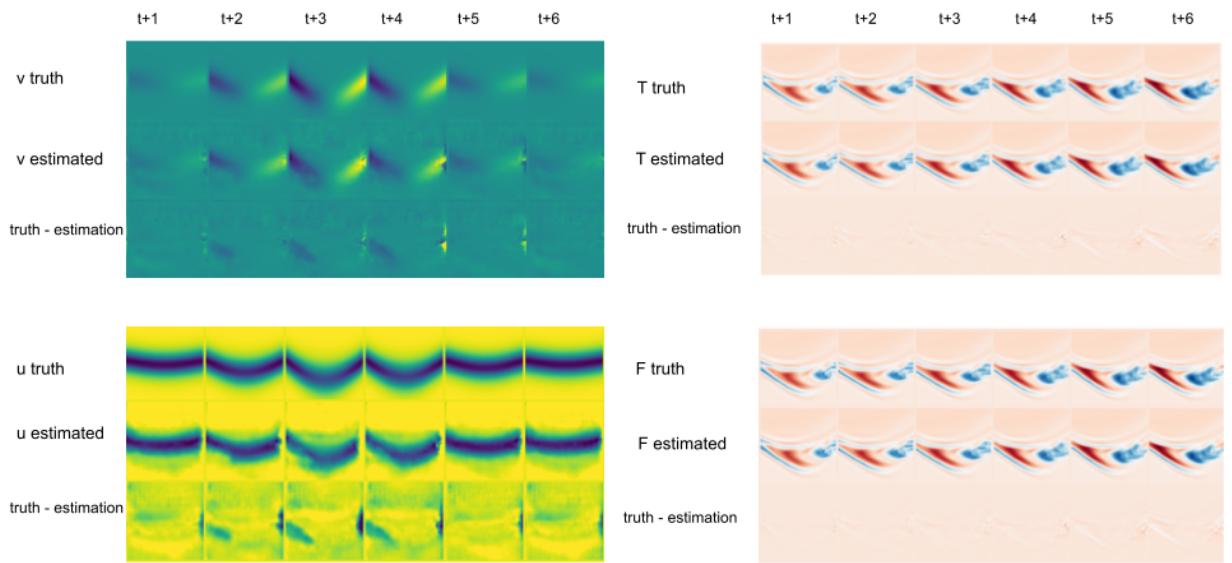 t+1 t+2 t+3 t+4 t+5 t+6
v truth
v estimated
truth - estimation
u truth
u estimated
truth - estimation
t+1 t+2 t+3 t+4 t+5 t+6
T truth
T estimated
truth - estimation
F truth
F estimated
truth - estimation